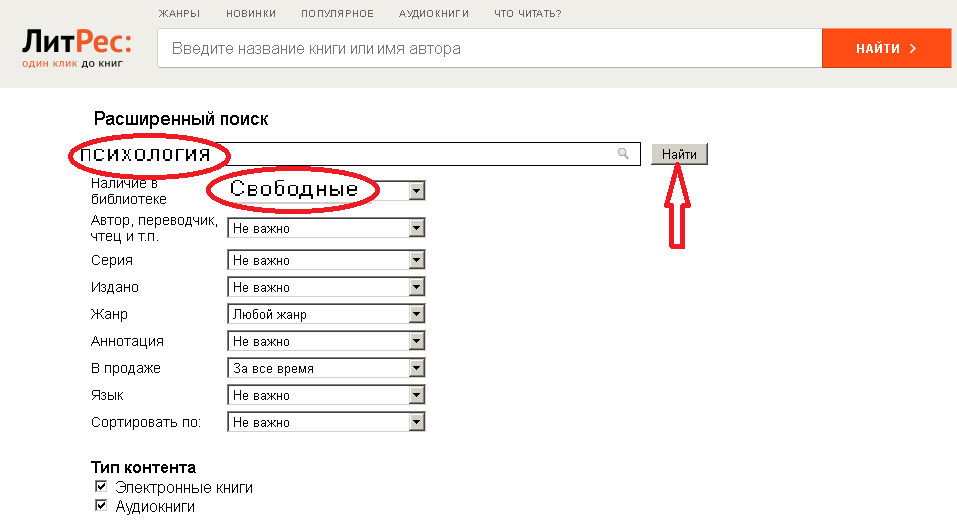 ЖАНРЫ НОВИНКИ ПОПУЛЯРНОЕ АУДИОКНИГИ ЧТО ЧИТАТЬ?
ЛитРес:
один клик до книг
Введите название книги или имя автора
НАЙТИ >
Расширенный поиск
ПСИХОЛОГИЯ
Найти
Наличие в
библиотеке
Свободные
Автор, переводчик,
чтец и т.п.
Не важно
Серия Не важно
Издано Не важно
Жанр Любой жанр
Аннотация Не важно
В продаже За все время
Язык Не важно
Сортировать по: Не важно
Тип контента
Электронные книги
Аудиокниги